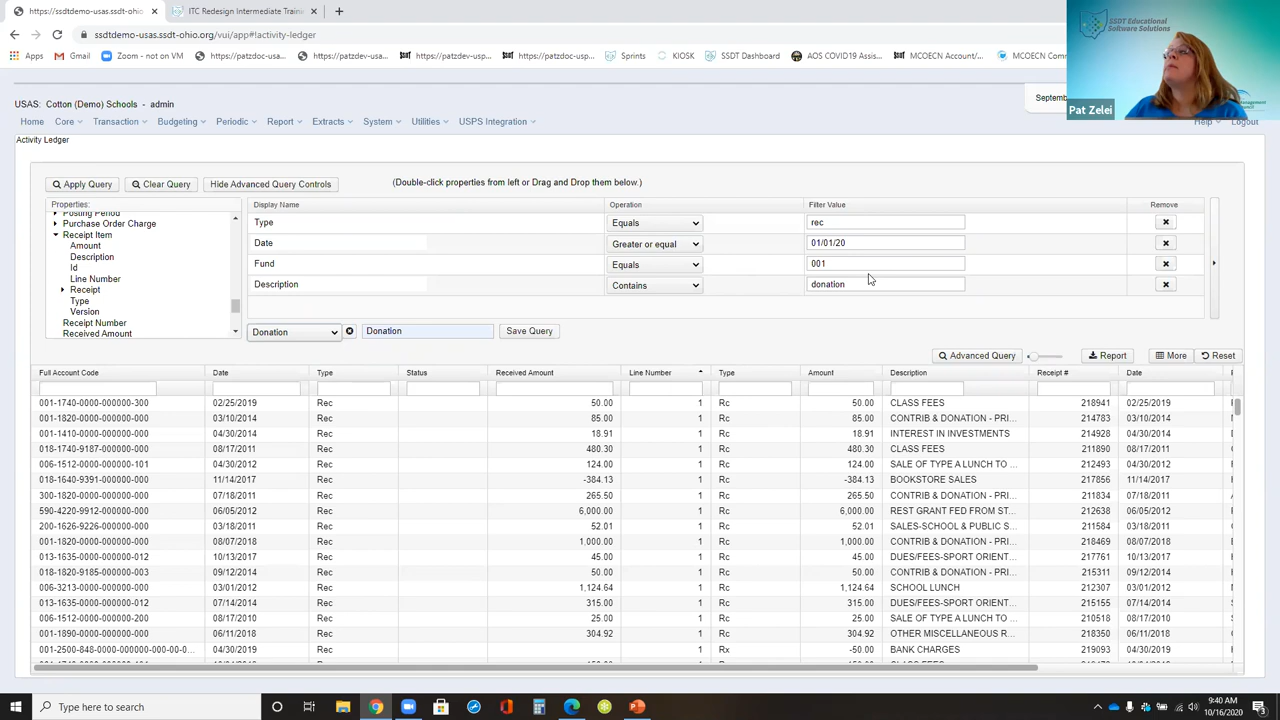 https://ssdtdemo-usas.ssdt-ohio
ITC Redesign Intermediate Traini
ssdtdemo-usas.ssdt-ohio.org/vui/app#!activity-ledger
Apps
Gmail
Zoom - not on VM
https://patzdoc-usa...
https://patzdev-usa...
https://patzdev-usp...
https://patzdoc-usp...
Sprints
KIOSK
SSDT Dashboard
AOS COVID19 Assis...
MCOECN Account/...
MCOECN Comm
SSDT Educational
Software Solutions
Pat Zelei
USAS: Cotton (Demo) Schools - admin
Home
Core
Transaction
Budgeting
Periodic
Report
Extracts
System
Utilities
USPS Integration
Help
Logout
Activity Ledger
Apply Query
Clear Query
Hide Advanced Query Controls
(Double-click properties from left or Drag and Drop them below.)
Properties:
Posting Period
Purchase Order Charge
Receipt Item
Amount
Description
Id
Line Number
Receipt
Type
Version
Receipt Number
Received Amount
Display Name Operation Filter Value Remove
Type Equals rec
Date Greater or equal 01/01/20
Fund Equals 001
Description Contains donation
Donation Donation Save Query
Advanced Query Report More Reset
Full Account Code Date Type Status Received Amount Line Number Type Amount Description Receipt # Date
001-1740-0000-000000-300 02/25/2019 Rec 50.00 1 Rc 50.00 CLASS FEES 218941 02/25/2019
001-1820-0000-000000-000 03/10/2014 Rec 85.00 1 Rc 85.00 CONTRIB & DONATION - PRI... 214783 03/10/2014
001-1410-0000-000000-000 04/30/2014 Rec 18.91 1 Rc 18.91 INTEREST IN INVESTMENTS 214928 04/30/2014
018-1740-9187-000000-000 08/17/2011 Rec 480.30 1 Rc 480.30 CLASS FEES 211890 08/17/2011
006-1512-0000-000000-101 04/30/2012 Rec 124.00 1 Rc 124.00 SALE OF TYPE A LUNCH TO ... 212493 04/30/2012
018-1640-9391-000000-000 11/14/2017 Rec -384.13 1 Rc -384.13 BOOKSTORE SALES 217856 11/14/2017
300-1820-0000-000000-000 07/18/2011 Rec 265.50 1 Rc 265.50 CONTRIB & DONATION - PRI... 211834 07/18/2011
590-4220-9912-000000-000 06/05/2012 Rec 6,000.00 1 Rc 6,000.00 REST GRANT FED FROM ST... 212638 06/05/2012
200-1626-9226-000000-000 03/18/2011 Rec 52.01 1 Rc 52.01 SALES-SCHOOL & PUBLIC S... 211584 03/18/2011
001-1820-0000-000000-000 08/07/2018 Rec 1,000.00 1 Rc 1,000.00 CONTRIB & DONATION - PRI... 218469 08/07/2018
013-1635-0000-000000-012 10/13/2017 Rec 45.00 1 Rc 45.00 DUES/FEES-SPORT ORIENT... 217761 10/13/2017
018-1820-9185-000000-003 09/12/2014 Rec 50.00 1 Rc 50.00 CONTRIB & DONATION - PRI... 215311 09/12/2014
006-3213-0000-000000-000 03/01/2012 Rec 1,124.64 1 Rc 1,124.64 SCHOOL LUNCH 212307 03/01/2012
013-1635-0000-000000-012 07/14/2014 Rec 315.00 1 Rc 315.00 DUES/FEES-SPORT ORIENT... 215155 07/14/2014
006-1512-0000-000000-200 08/17/2010 Rec 25.00 1 Rc 25.00 SALE OF TYPE A LUNCH TO ... 210518 08/17/2010
001-1890-0000-000000-000 06/11/2018 Rec 304.92 1 Rc 304.92 OTHER MISCELLANEOUS R... 218350 06/11/2018
001-2500-848-0000-000000-000-00-0... 04/30/2019 Rec 1 Rx -50.00 BANK CHARGES 219093 04/30/2019
Type here to search
9:40 AM
10/16/2020